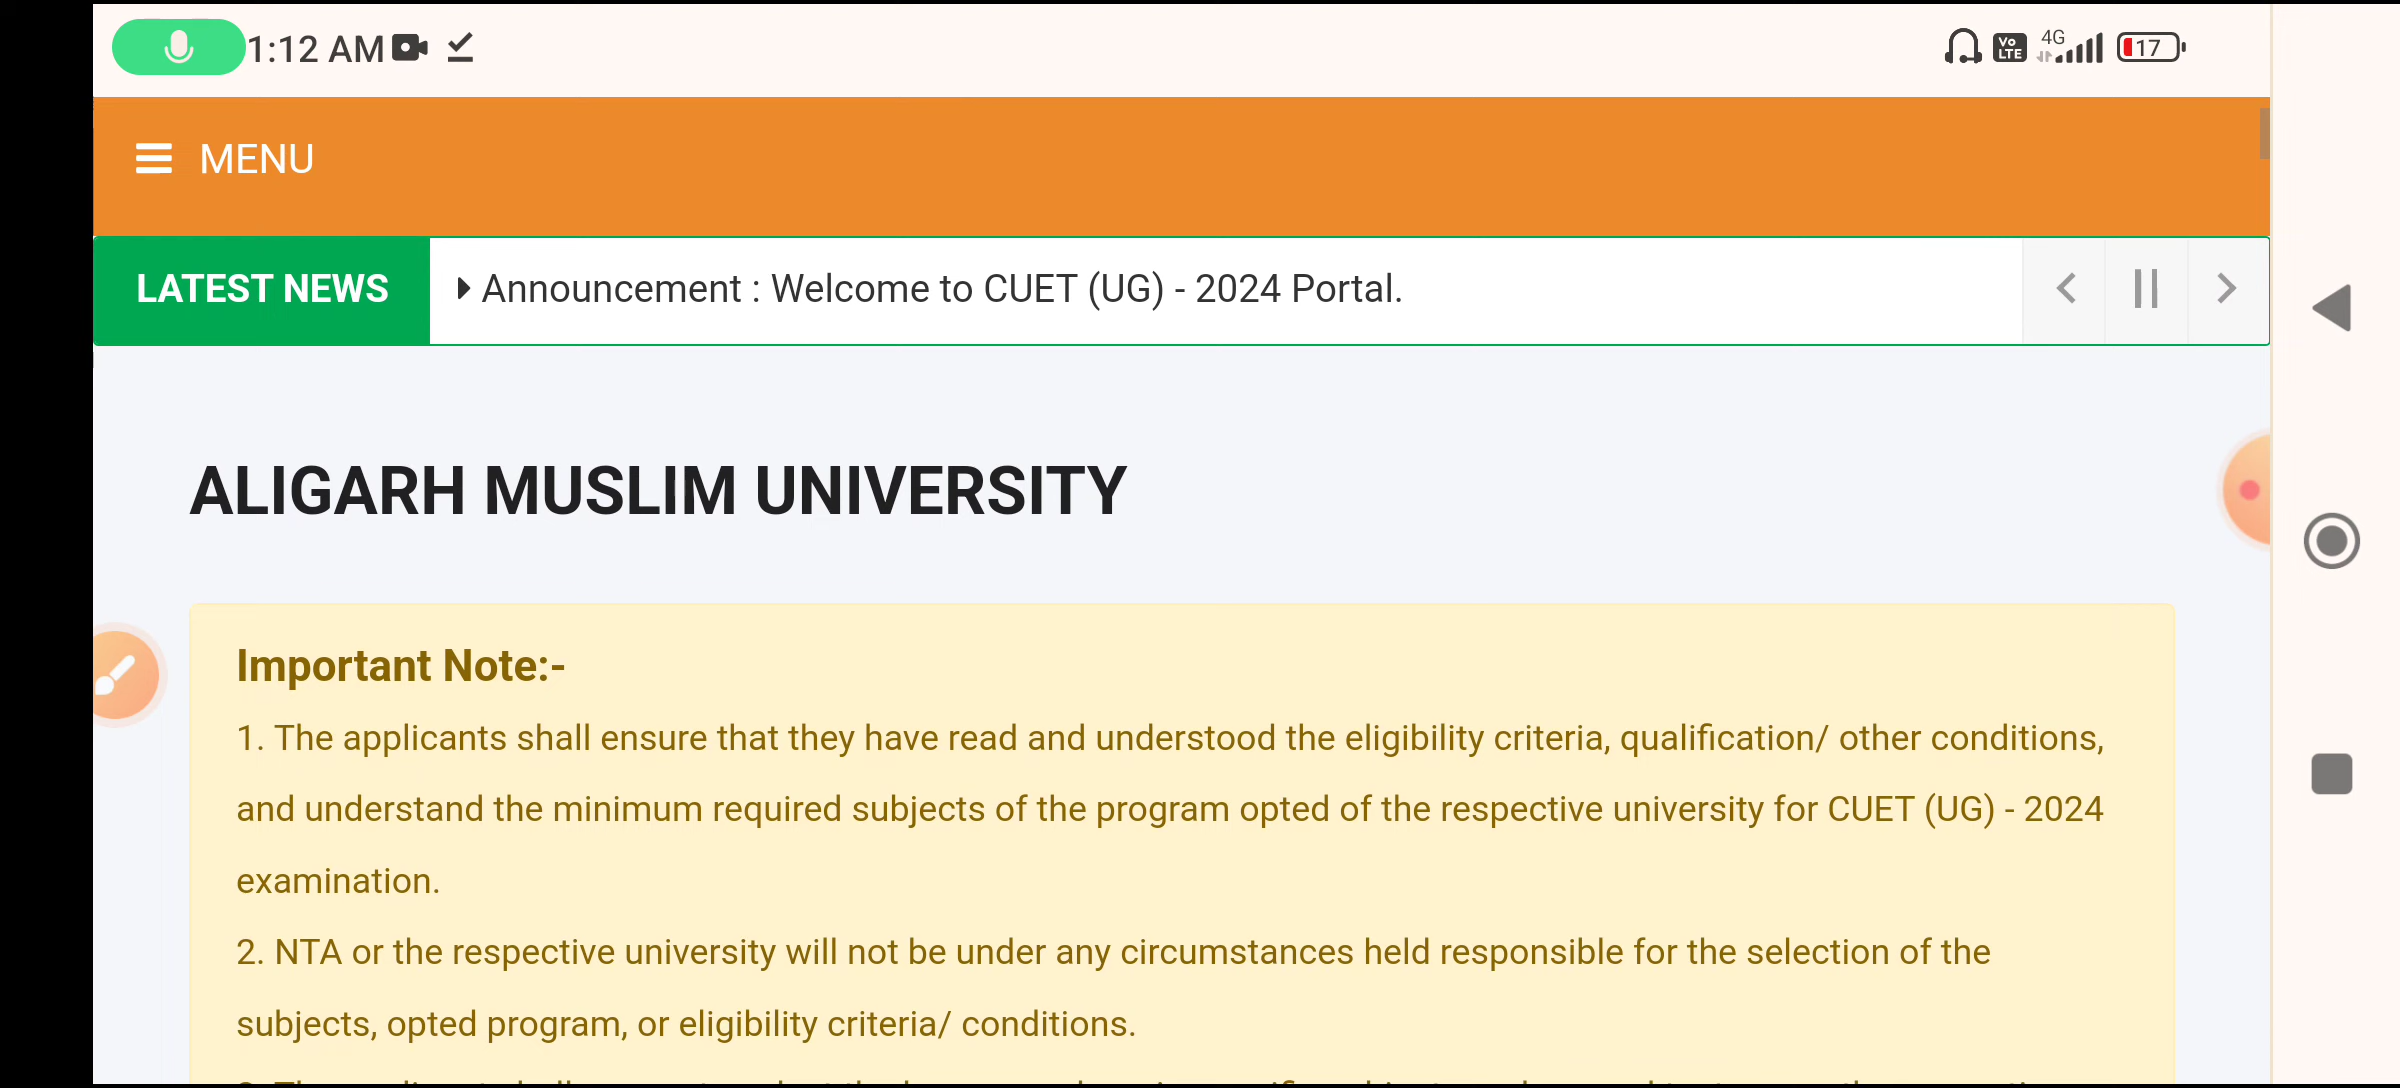 1:12 AM
Vo LTE 4G 17
MENU
LATEST NEWS
Announcement : Welcome to CUET (UG) - 2024 Portal.
ALIGARH MUSLIM UNIVERSITY
Important Note:-
1. The applicants shall ensure that they have read and understood the eligibility criteria, qualification/ other conditions,
and understand the minimum required subjects of the program opted of the respective university for CUET (UG) - 2024
examination.
2. NTA or the respective university will not be under any circumstances held responsible for the selection of the
subjects, opted program, or eligibility criteria/ conditions.